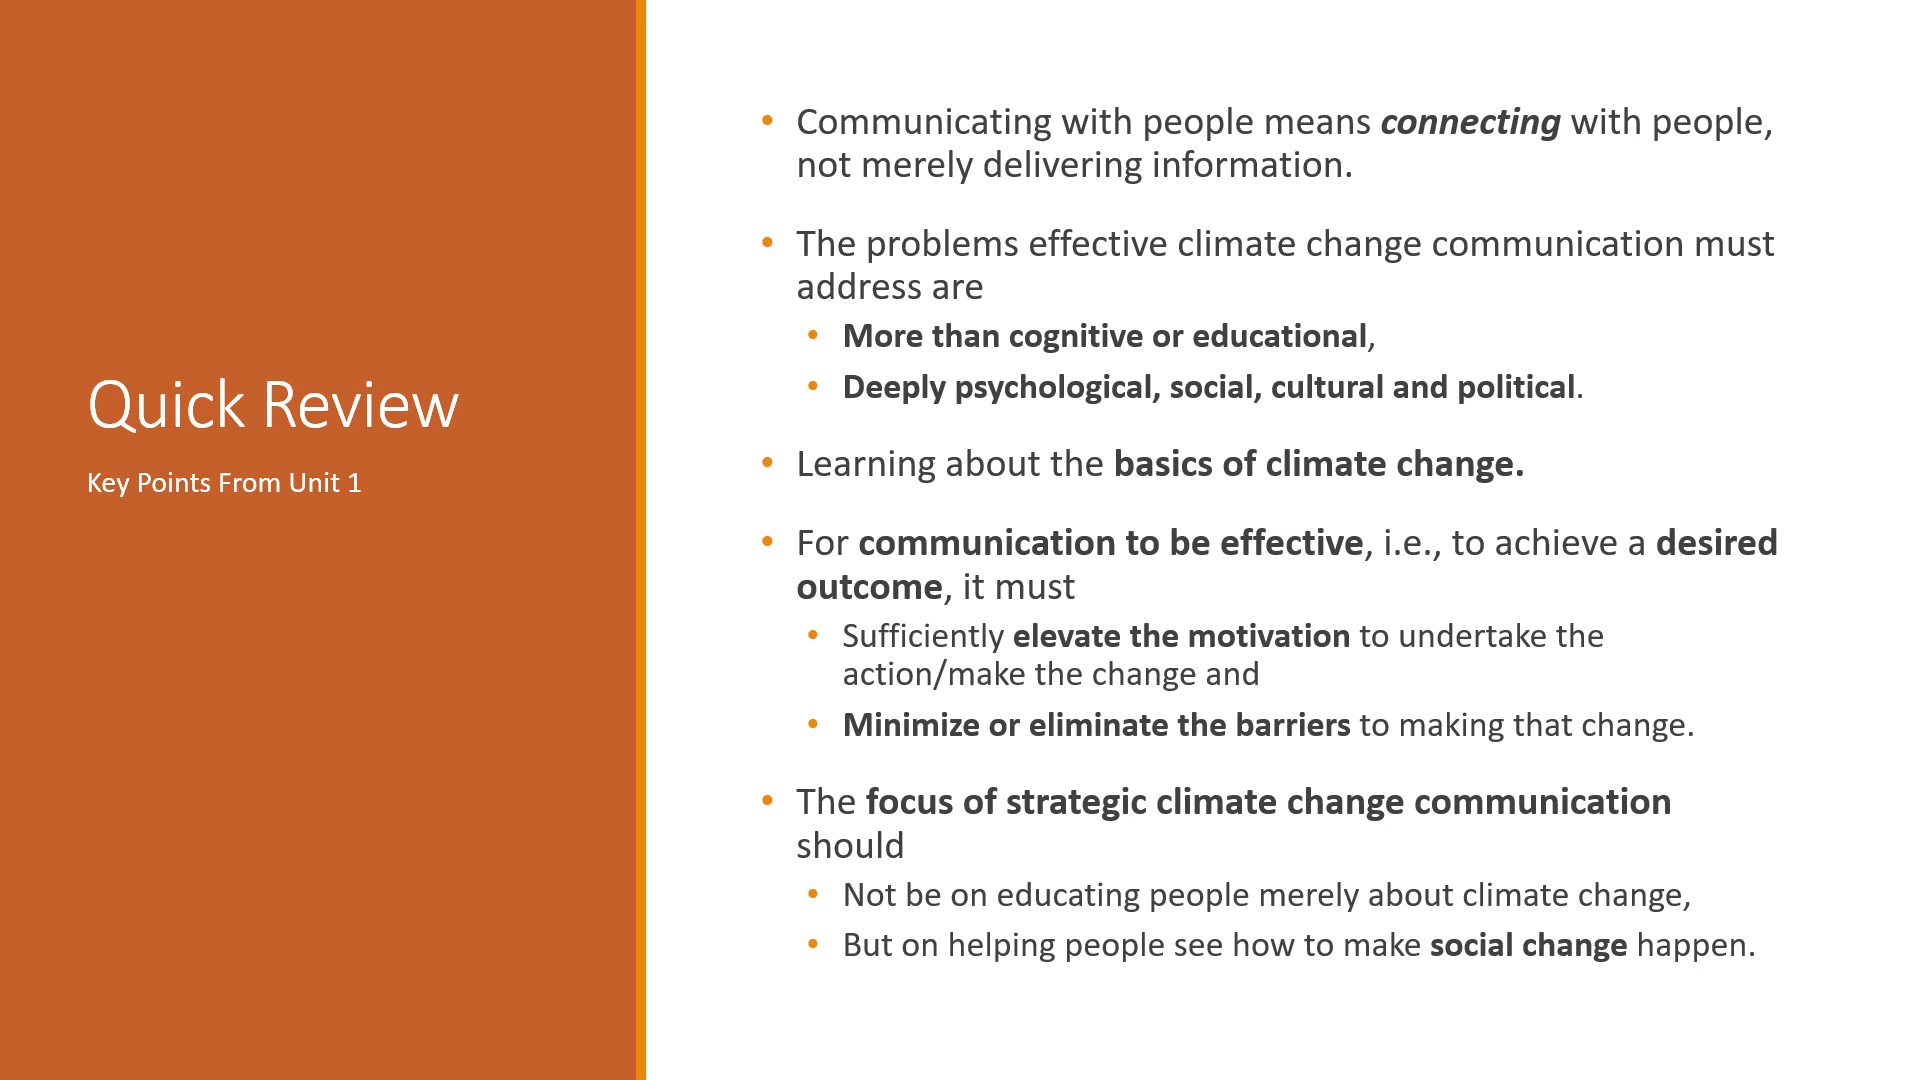 Quick Review
Key Points From Unit 1
• Communicating with people means connecting with people,
not merely delivering information.
• The problems effective climate change communication must
address are
• More than cognitive or educational,
• Deeply psychological, social, cultural and political.
• Learning about the basics of climate change.
• For communication to be effective, i.e., to achieve a desired
outcome, it must
• Sufficiently elevate the motivation to undertake the
action/make the change and
• Minimize or eliminate the barriers to making that change.
• The focus of strategic climate change communication
should
• Not be on educating people merely about climate change,
• But on helping people see how to make social change happen.